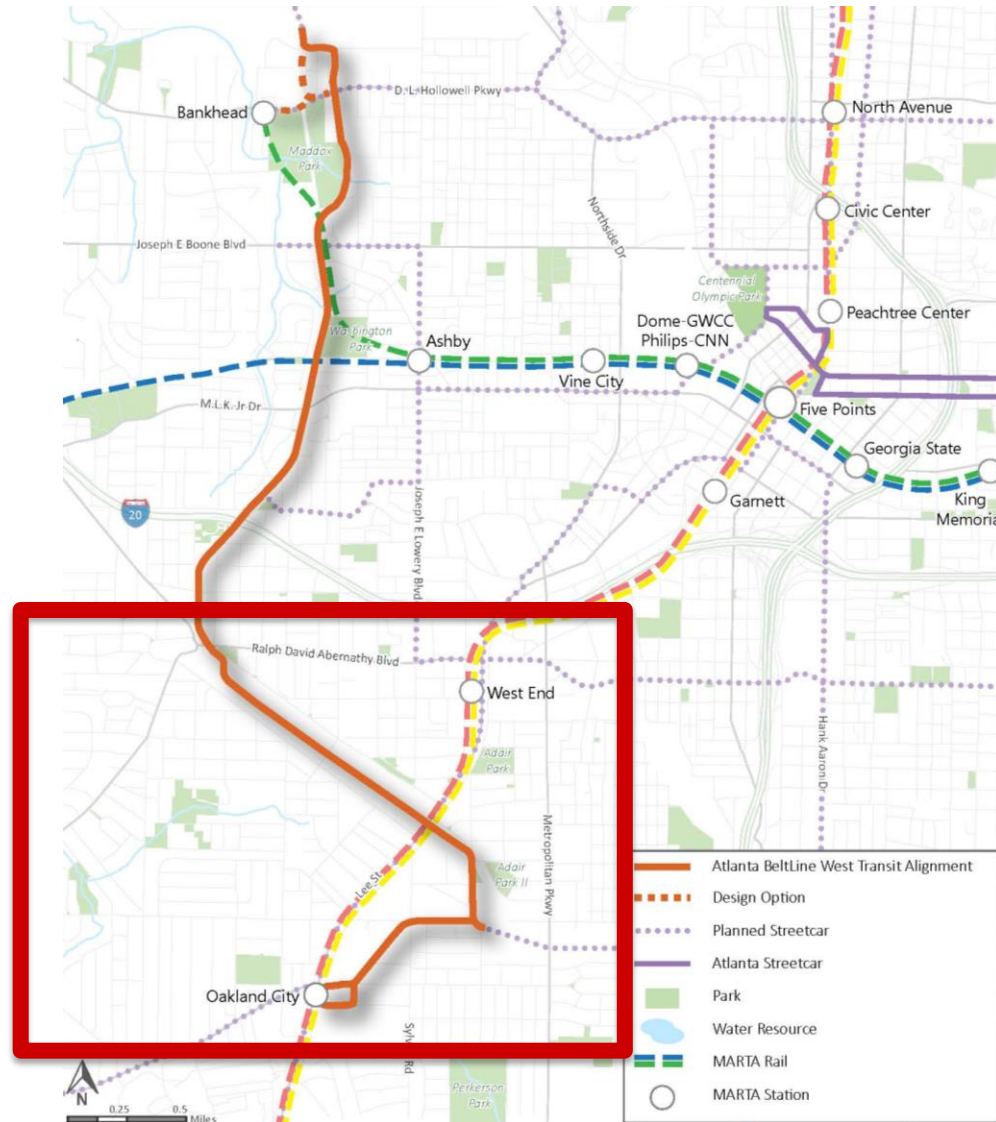 Bankhead
D. L. Hollowell Pkwy
North Avenue
Maddox
Park
Northside Dr
Civic Center
Joseph E Boone Blvd
Centennial
Olympic Park
Peachtree Center
Dome-GWCC
Philips-CNN
Washington
Park
Ashby
Vine City
M.L.K. Jr Dr
Five Points
Georgia State
Garnett
King
Memoria
20
Joseph E Lowery Blvd
Ralph David Abernathy Blvd
West End
Hank Aaron Dr
Adair
Park
Metropolitan Pkwy
Adair
Park II
Lee St
Oakland City
Sylv
Rd
Perkerson
Park
N
0.25
0.5
Miles
Atlanta BeltLine West Transit Alignment
Design Option
Planned Streetcar
Atlanta Streetcar
Park
Water Resource
MARTA Rail
MARTA Station